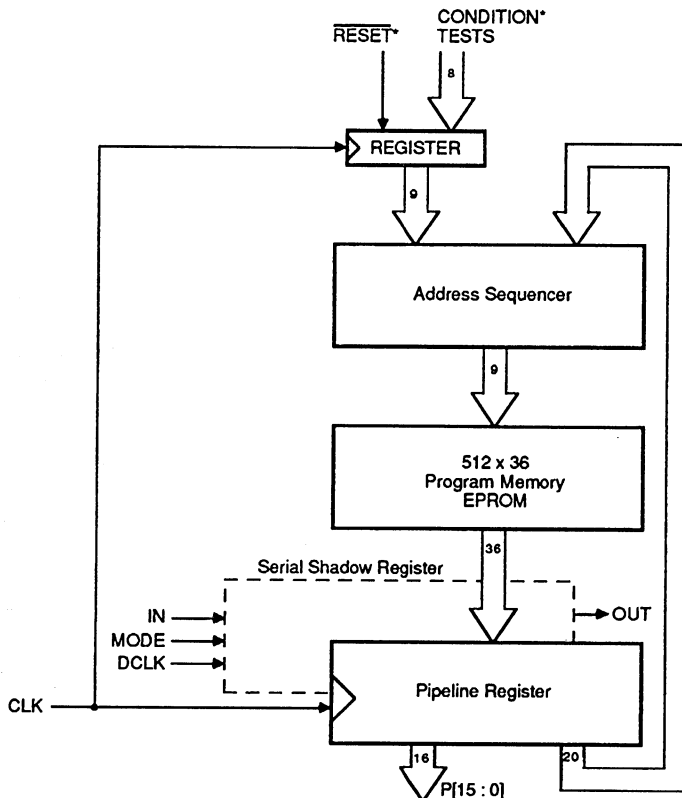 CONDITION*
RESET*
TESTS
8
REGISTER
9
Address Sequencer
9
512 x 36
Program Memory
EPROM
36
Serial Shadow Register
IN
OUT
MODE
DCLK
Pipeline Register
CLK
16
20
P[15 : 0]